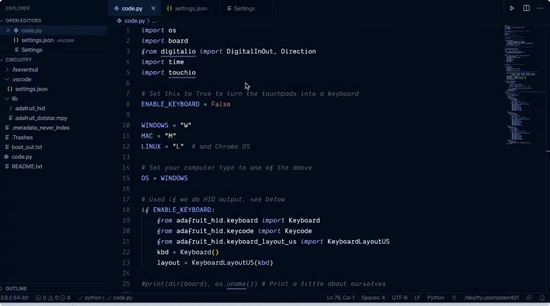 EXPLORER
code.py
settings.json
Settings
OPEN EDITORS
code.py
settings.json .vscode
Settings
CIRCUITPY
.fseventsd
.vscode
settings.json
lib
adafruit_hid
adafruit_dotstar.mpy
.metadata_never_index
.Trashes
boot_out.txt
code.py
README.txt
OUTLINE
code.py > ...
1 import os
2 import board
3 from digitalio import DigitalInOut, Direction
4 import time
5 import touchio
6
7 # Set this to True to turn the touchpads into a keyboard
8 ENABLE_KEYBOARD = False
9
10 WINDOWS = "W"
11 MAC = "M"
12 LINUX = "L" # and Chrome OS
13
14 # Set your computer type to one of the above
15 OS = WINDOWS
16
17 # Used if we do HID output, see below
18 if ENABLE_KEYBOARD:
19 from adafruit_hid.keyboard import Keyboard
20 from adafruit_hid.keycode import Keycode
21 from adafruit_hid.keyboard_layout_us import KeyboardLayoutUS
22 kbd = Keyboard()
23 layout = KeyboardLayoutUS(kbd)
24
25 #print(dir(board), os.uname()) # Print a little about ourselves
3.8.0 64-bit
0
0
8
python | code.py
Ln 76, Col 1
Spaces: 4
UTF-8
LF
Python